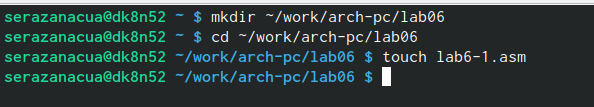 serazanacua@dk8n52 ~ $ mkdir ~/work/arch-pc/lab06
serazanacua@dk8n52 ~ $ cd ~/work/arch-pc/lab06
serazanacua@dk8n52 ~/work/arch-pc/lab06 $ touch lab6-1.asm
serazanacua@dk8n52 ~/work/arch-pc/lab06 $